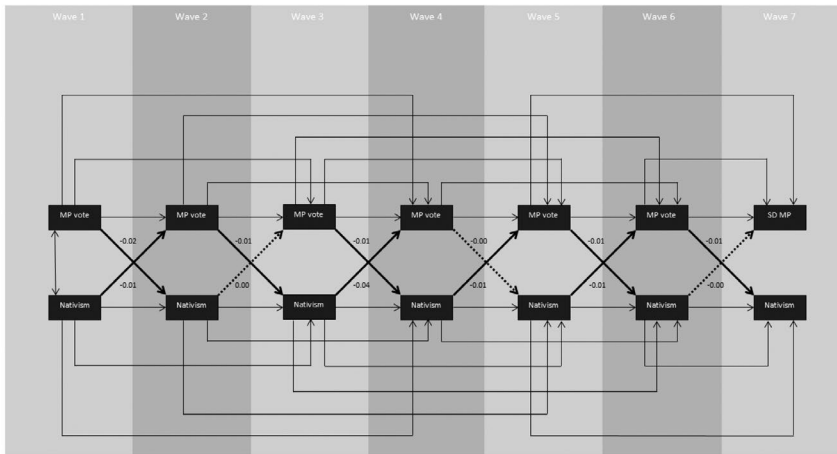 Wave 1 Wave 2 Wave 3 Wave 4 Wave 5 Wave 6 Wave 7
MP vote MP vote MP vote MP vote MP vote MP vote SD MP
-0.02 -0.01 -0.01 -0.00 -0.01 -0.01
-0.01 0.00 -0.04 -0.01 -0.01 -0.00
Nativism Nativism Nativism Nativism Nativism Nativism Nativism